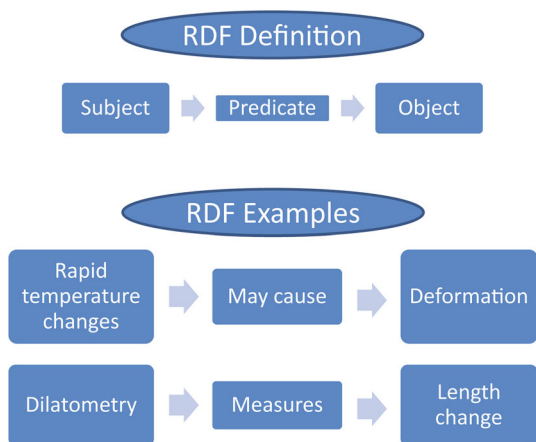 RDF Definition
Subject
Predicate
Object
RDF Examples
Rapid
temperature
changes
May cause
Deformation
Dilatometry
Measures
Length
change